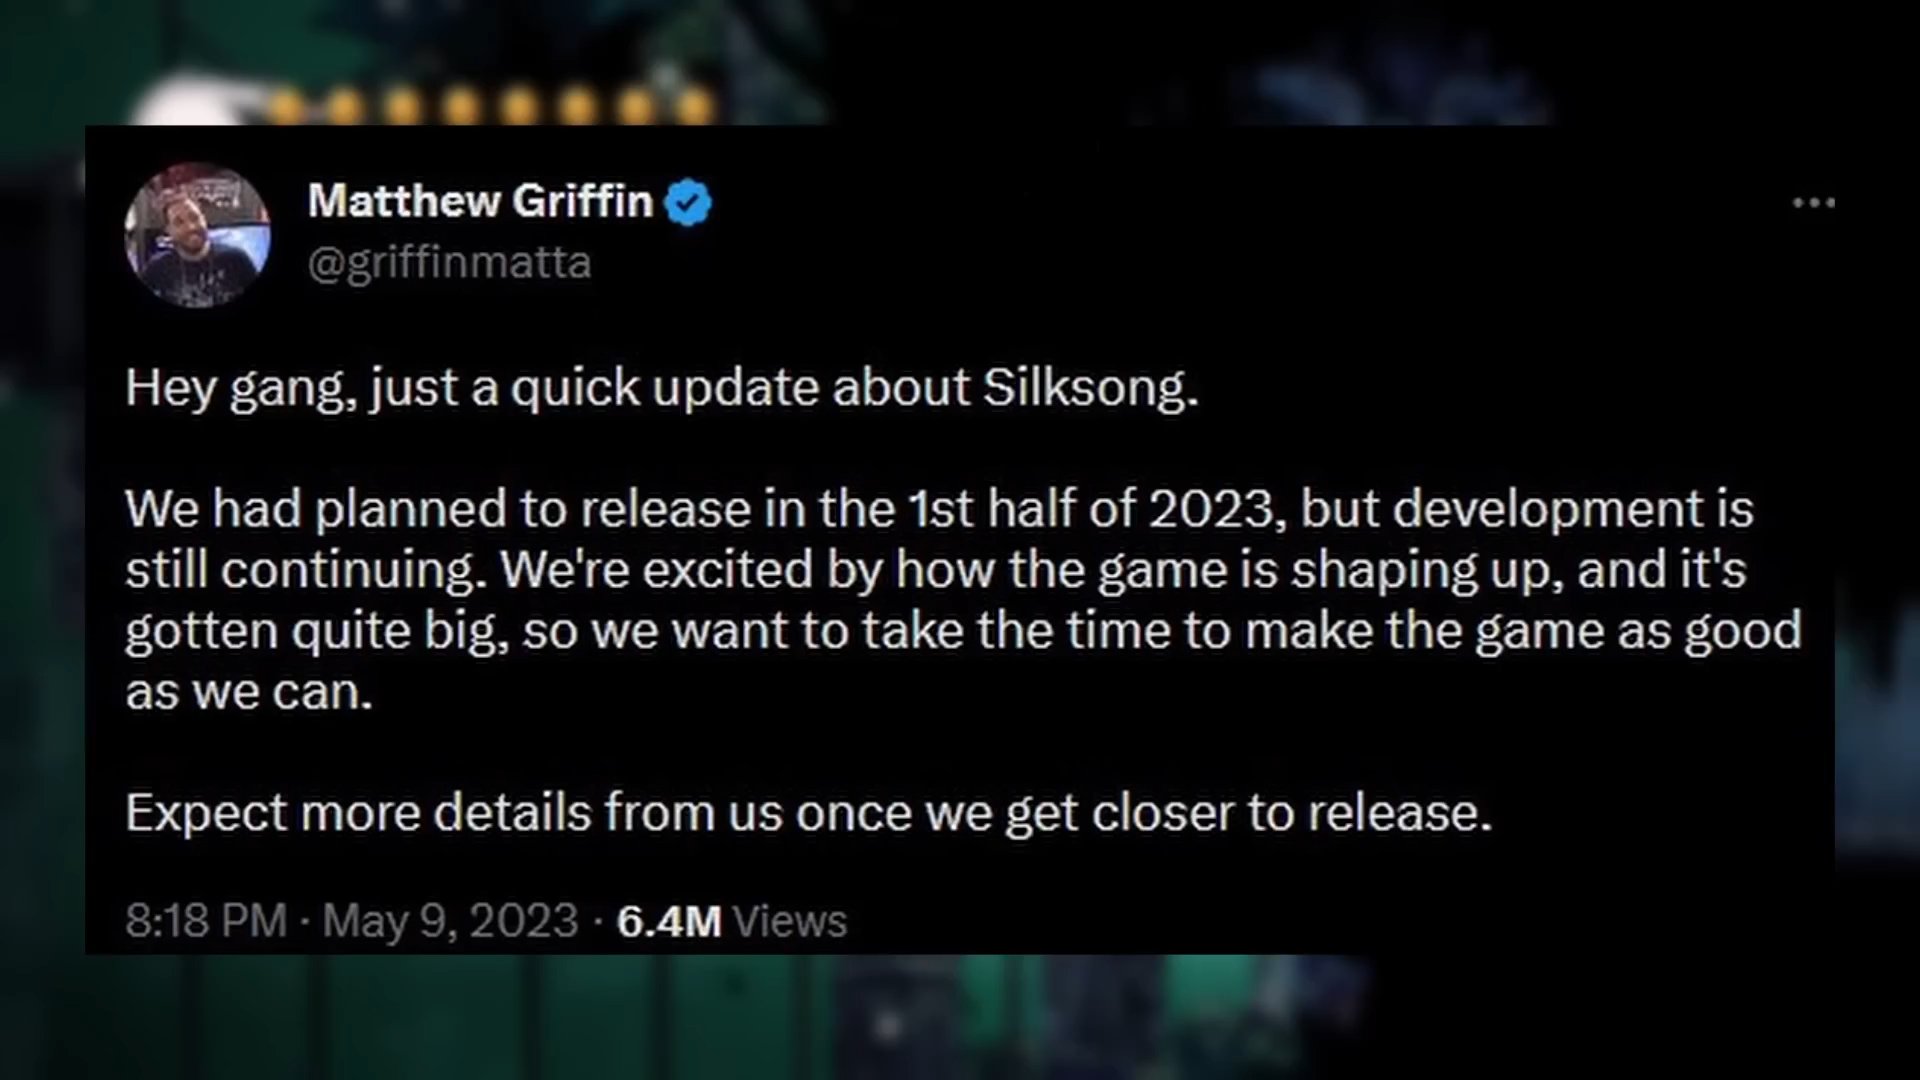 Matthew Griffin
@griffinmatta
Hey gang, just a quick update about Silksong.
We had planned to release in the 1st half of 2023, but development is
still continuing. We're excited by how the game is shaping up, and it's
gotten quite big, so we want to take the time to make the game as good
as we can.
Expect more details from us once we get closer to release.
8:18 PM · May 9, 2023 · 6.4M Views